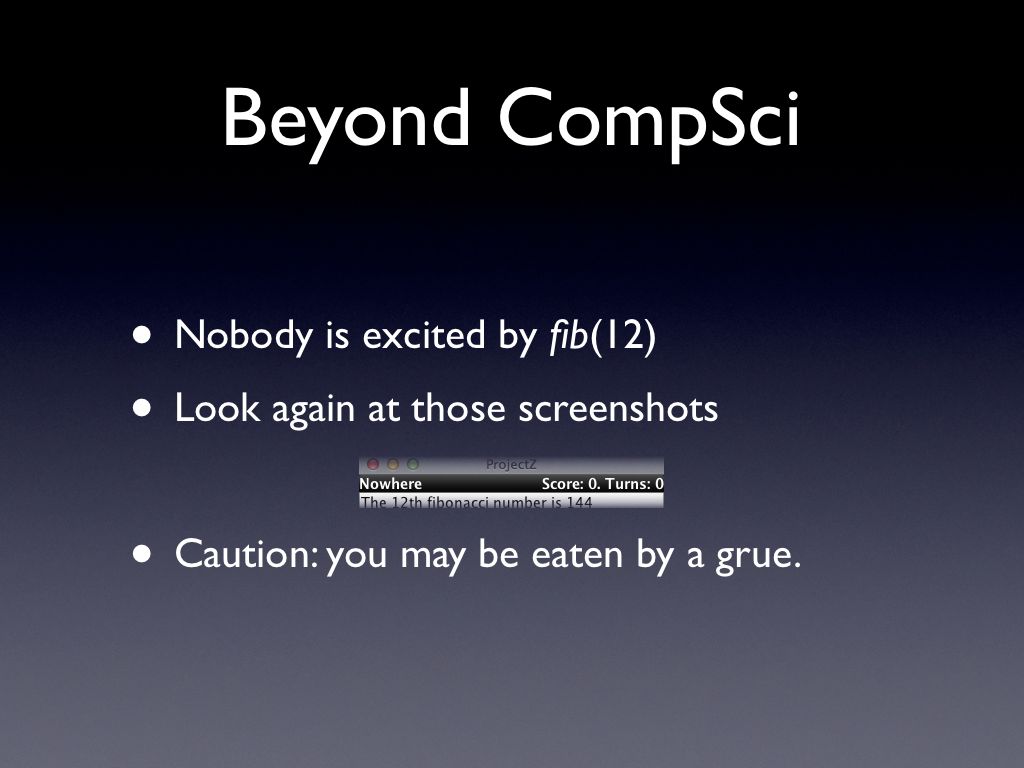 Beyond CompSci
• Nobody is excited by fib(12)
• Look again at those screenshots
ProjectZ
Nowhere Score: 0. Turns: 0
The 12th fibonacci number is 144
• Caution: you may be eaten by a grue.